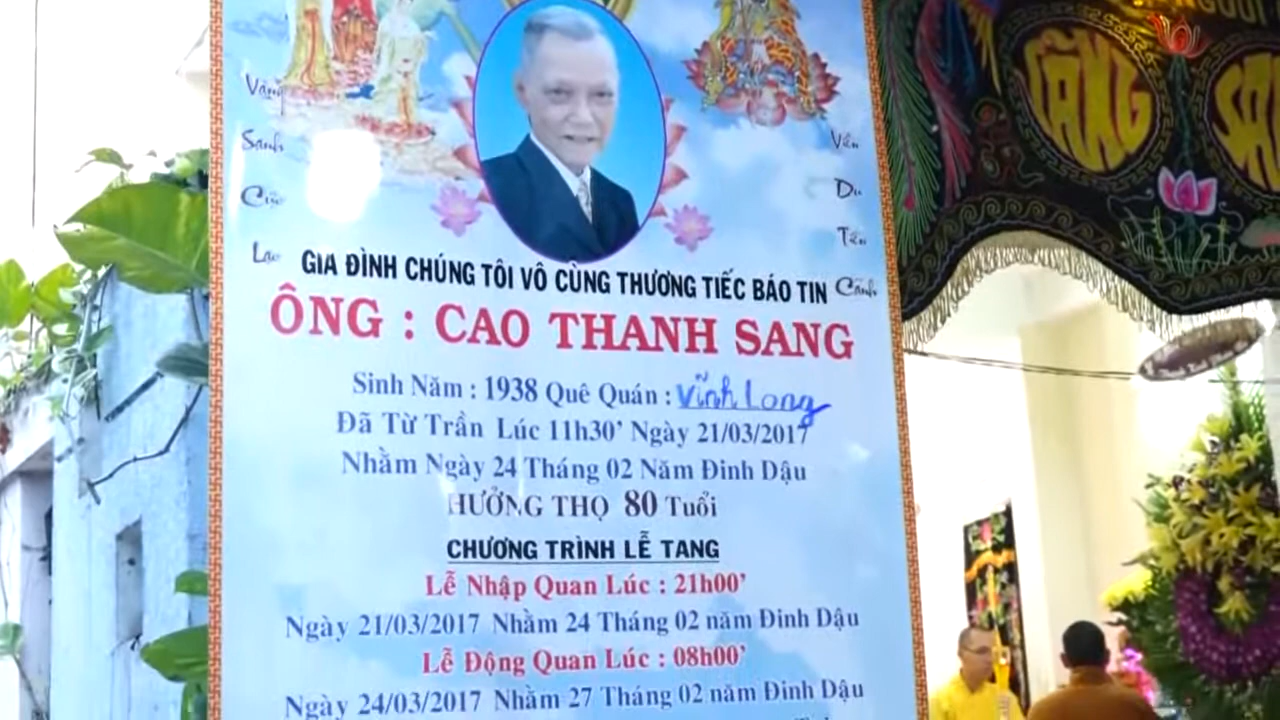 Vãng
Sanh
Cực
Lạc
Viên
Du
Tân
Cảnh
GIA ĐÌNH CHÚNG TÔI VÔ CÙNG THƯƠNG TIẾC BÁO TIN
ÔNG : CAO THANH SANG
Sinh Năm : 1938 Quê Quán : Vĩnh Long
Đã Từ Trần Lúc 11h30’ Ngày 21/03/2017
Nhằm Ngày 24 Tháng 02 Năm Đinh Dậu
HƯỞNG THỌ 80 Tuổi
CHƯƠNG TRÌNH LỄ TANG
Lễ Nhập Quan Lúc : 21h00’
Ngày 21/03/2017 Nhằm 24 Tháng 02 năm Đinh Dậu
Lễ Động Quan Lúc : 08h00’
Ngày 24/03/2017 Nhằm 27 Tháng 02 năm Đinh Dậu